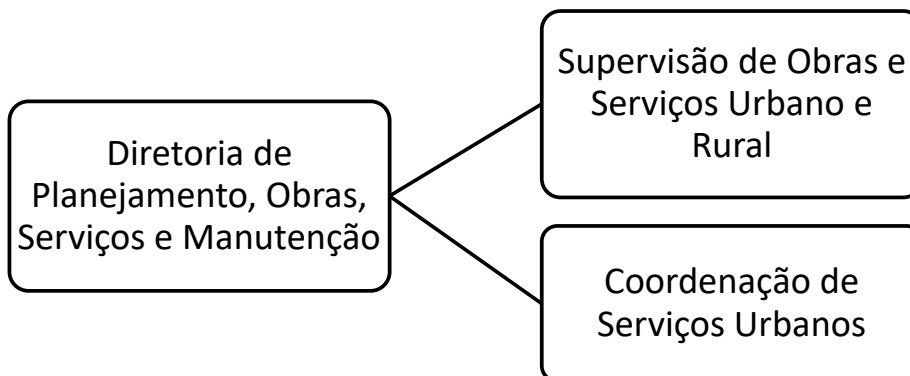 Diretoria de
Planejamento, Obras,
Serviços e Manutenção
Supervisão de Obras e
Serviços Urbano e
Rural
Coordenação de
Serviços Urbanos